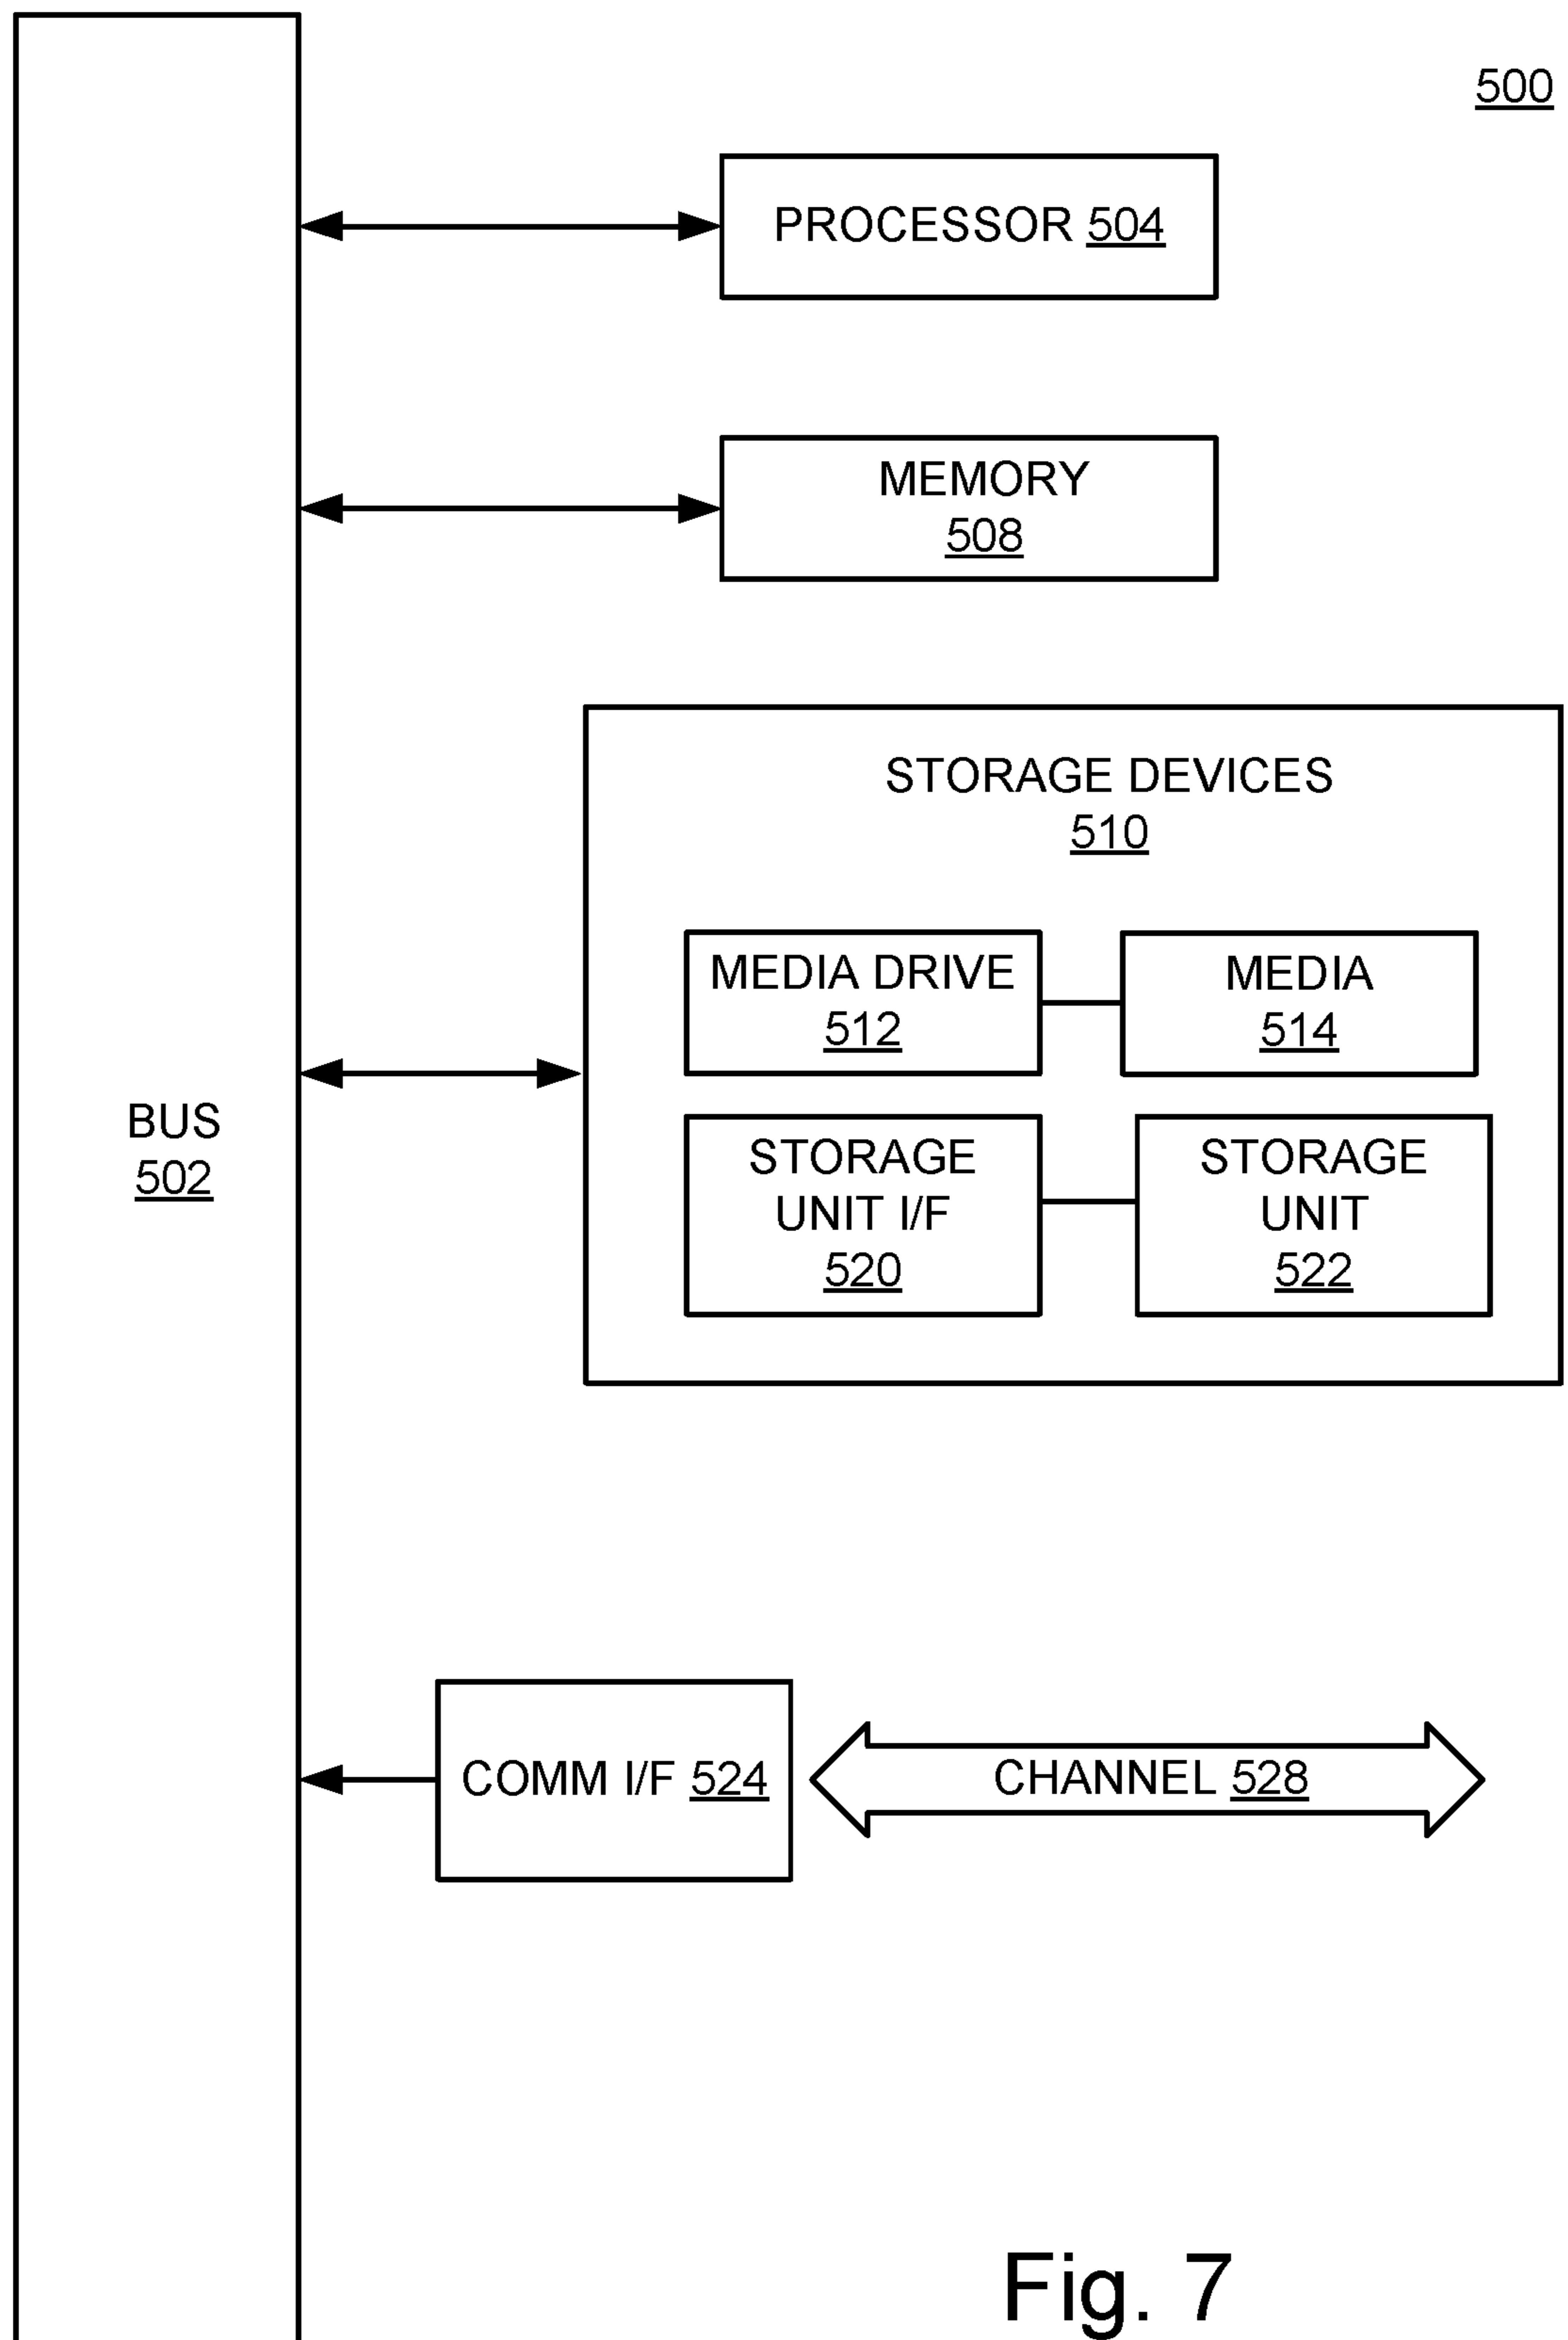 500
PROCESSOR 504
MEMORY
508
STORAGE DEVICES
510
MEDIA DRIVE
512
MEDIA
514
BUS
502
STORAGE
UNIT I/F
520
STORAGE
UNIT
522
COMM I/F 524
CHANNEL 528
Fig. 7